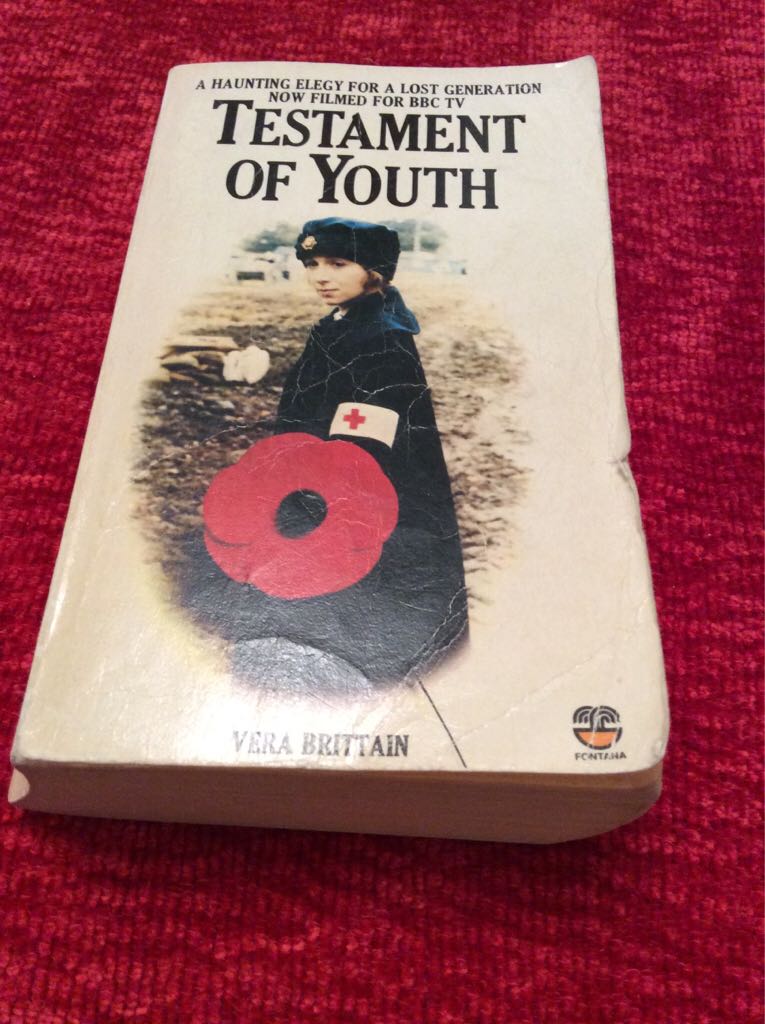 A HAUNTING ELEGY FOR A LOST GENERATION
NOW FILMED FOR BBC TV
TESTAMENT
OF YOUTH
VERA BRITTAIN
FONTANA